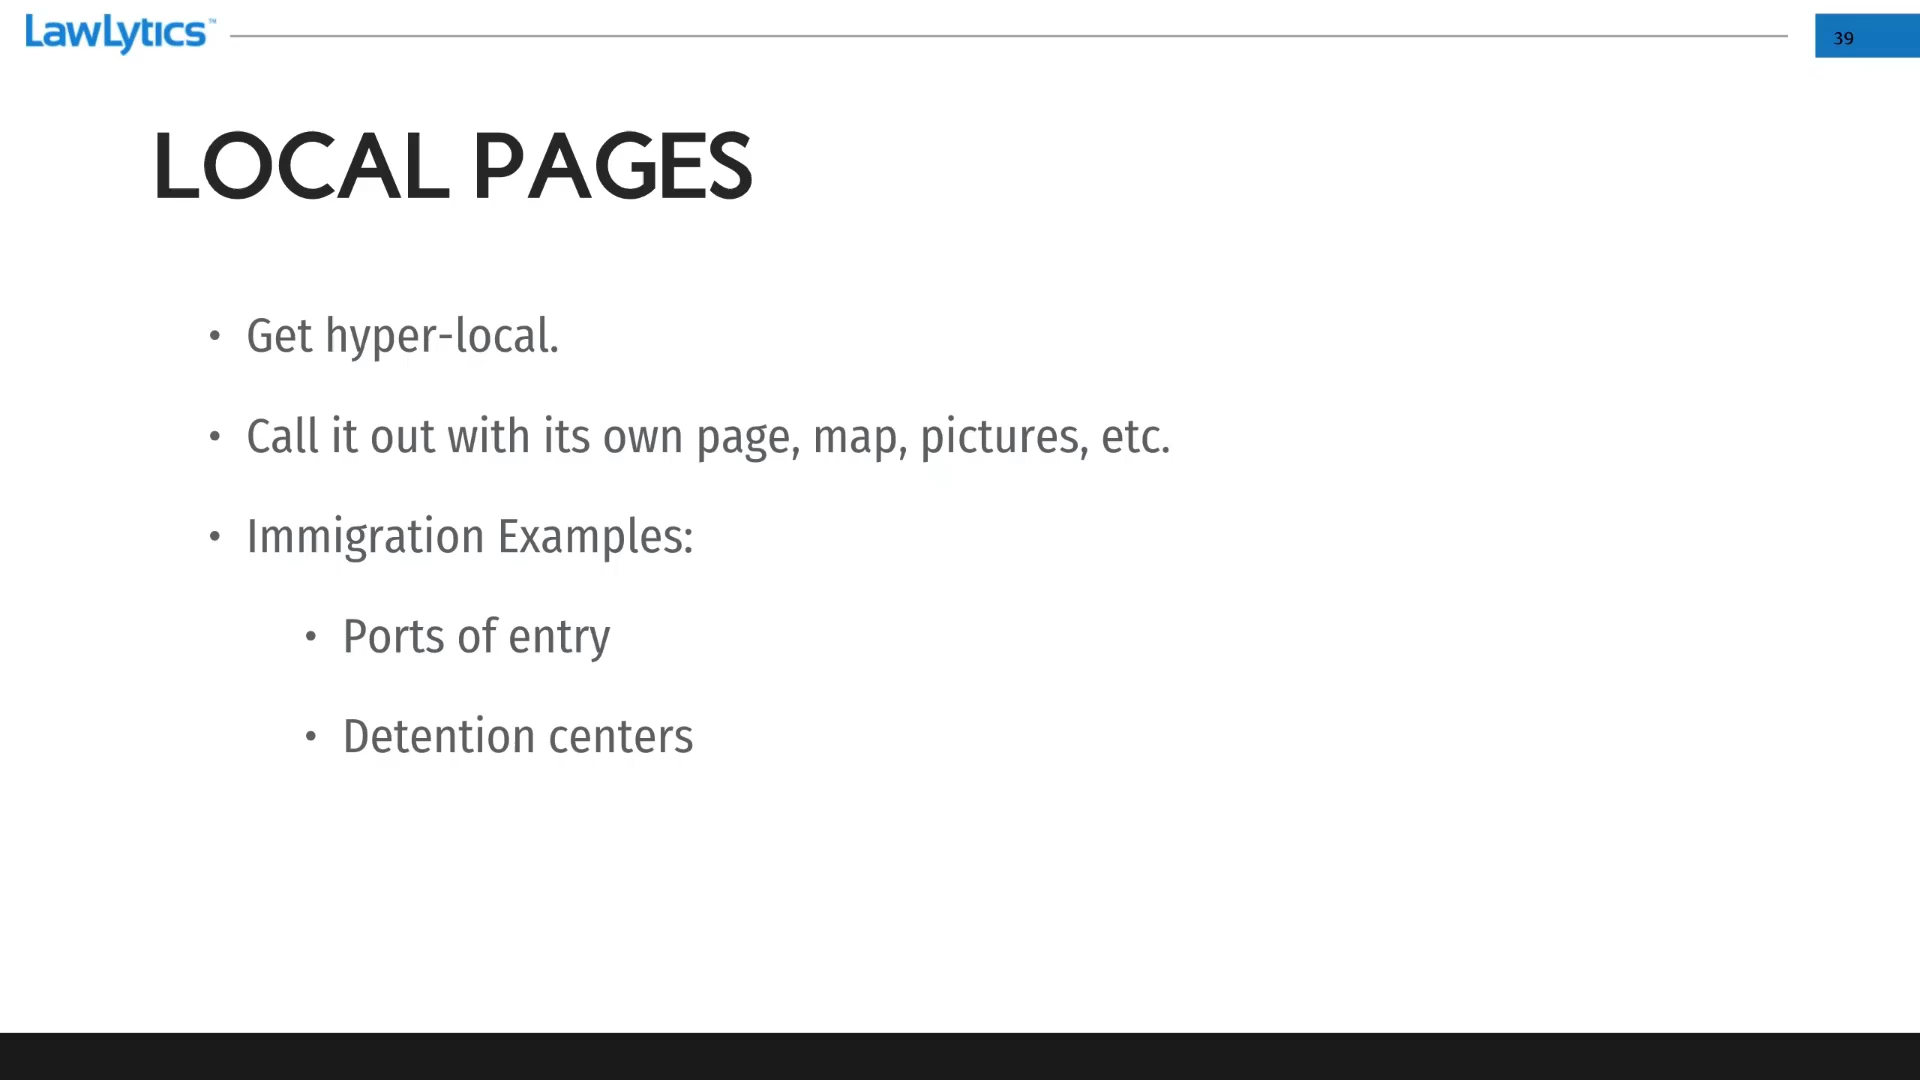 LawLytics™
39
LOCAL PAGES
• Get hyper-local.
• Call it out with its own page, map, pictures, etc.
• Immigration Examples:
• Ports of entry
• Detention centers